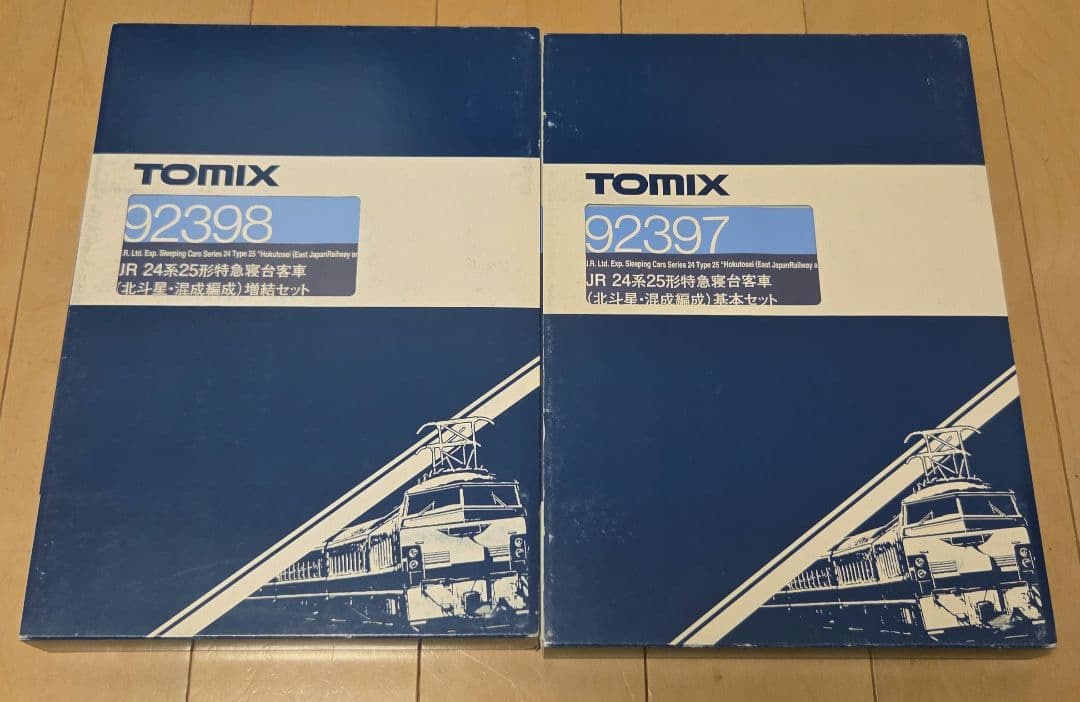 TOMIX
92398
J.R. Ltd. Exp. Sleeping Cars Series 24 Type 25 "Hokutosei (East JapanRailway
JR 24系25形特急寝台客車
(北斗星・混成編成)増結セット
TOMIX
92397
J.R. Ltd. Exp. Sleeping Cars Series 24 Type 25 "Hokutosei (East JapanRailway
JR 24系25形特急寝台客車
(北斗星・混成編成)基本セット